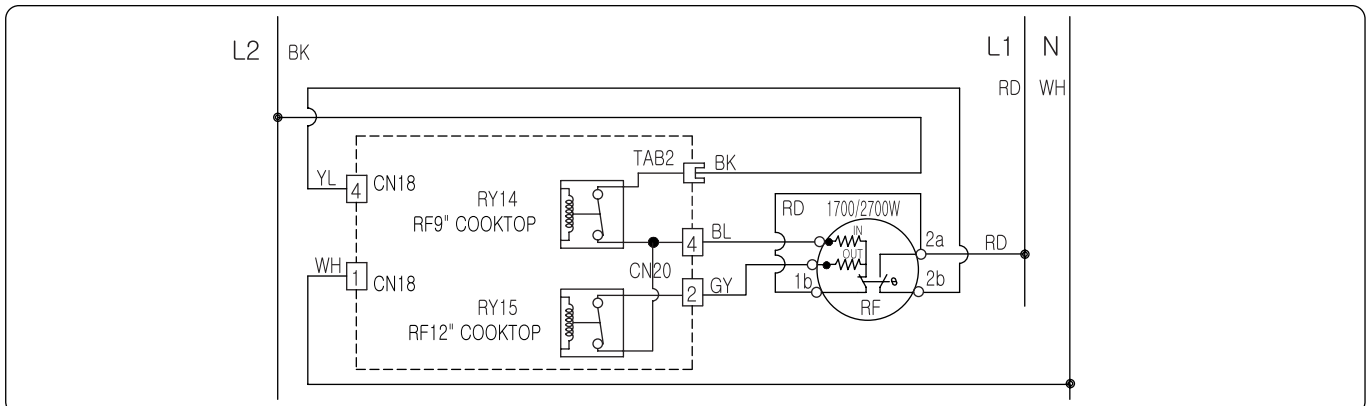 L2 BK
L1 N
RD WH
TAB2 BK
YL 4 CN18
RY14
RF9" COOKTOP
RD 1700/2700W
IN
4 BL
2a RD
OUT
WH 1 CN18
CN20
2 GY
1b 2b
θ
RF
RY15
RF12" COOKTOP